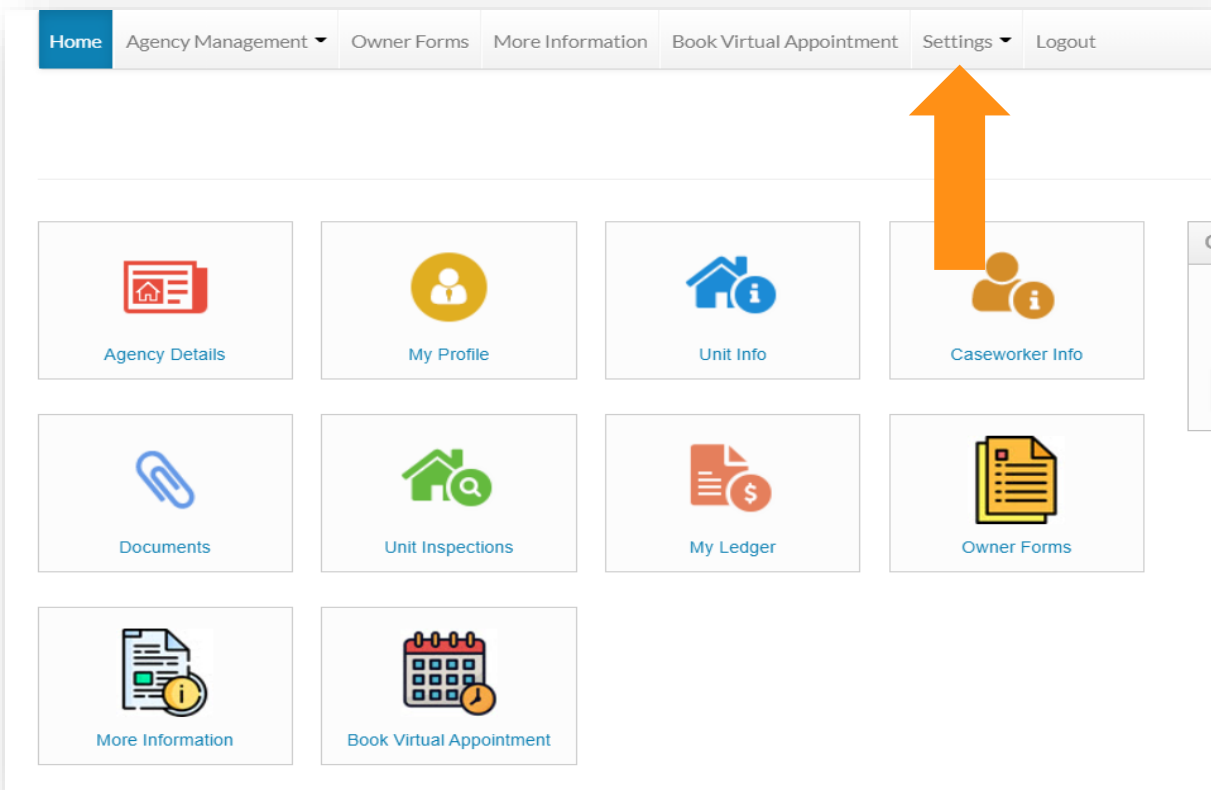 Home Agency Management Owner Forms More Information Book Virtual Appointment Settings Logout
Agency Details My Profile Unit Info Caseworker Info
Documents Unit Inspections My Ledger Owner Forms
More Information Book Virtual Appointment